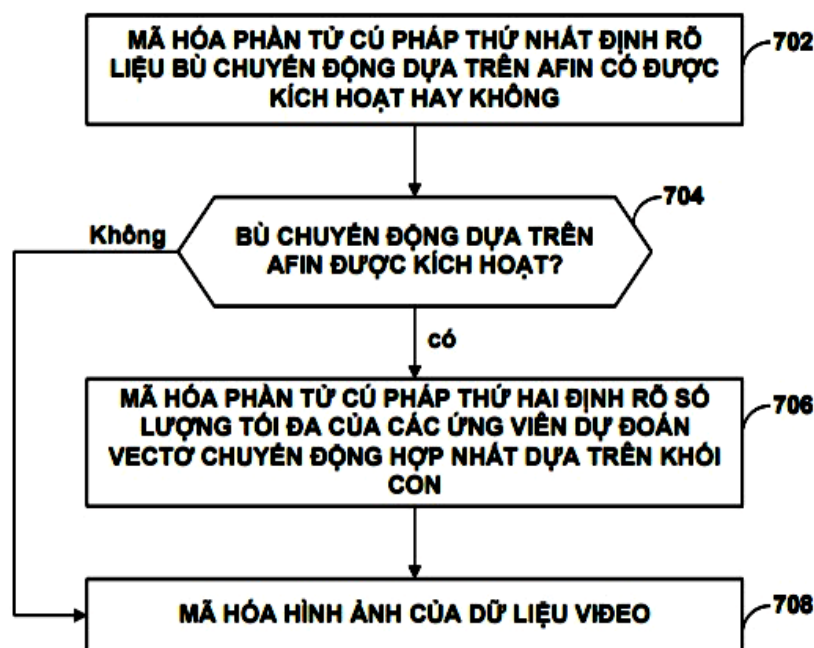 MÃ HÓA PHẦN TỬ CÚ PHÁP THỨ NHẤT ĐỊNH RÕ
LIỆU BÙ CHUYỂN ĐỘNG DỰA TRÊN AFIN CÓ ĐƯỢC
KÍCH HOẠT HAY KHÔNG
702
704
Không
BÙ CHUYỂN ĐỘNG DỰA TRÊN
AFIN ĐƯỢC KÍCH HOẠT?
có
MÃ HÓA PHẦN TỬ CÚ PHÁP THỨ HAI ĐỊNH RÕ SỐ
LƯỢNG TỐI ĐA CỦA CÁC ỨNG VIÊN DỰ ĐOÁN
VECTƠ CHUYỂN ĐỘNG HỢP NHẤT DỰA TRÊN KHỐI
CON
706
MÃ HÓA HÌNH ẢNH CỦA DỮ LIỆU VIĐEO
708